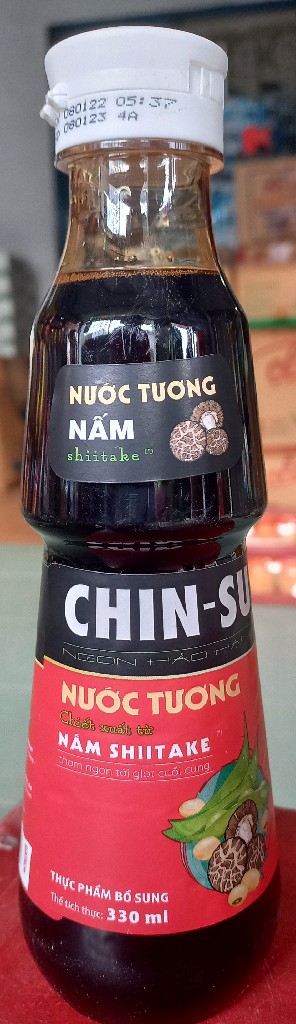 080122 05:37
080123 4A
NƯỚC TƯƠNG
NẤM
shiitake
CHIN-SU
NƯỚC TƯƠNG
Chiết xuất từ
NẤM SHIITAKE
thơm ngon tới giọt cuối cùng
THỰC PHẨM BỔ SUNG
Thể tích thực: 330 ml